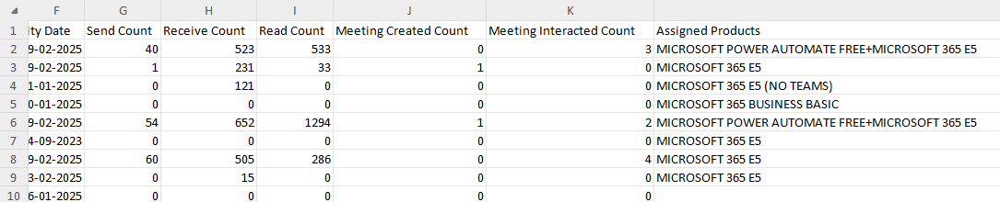 F G H I J K
1 ity Date Send Count Receive Count Read Count Meeting Created Count Meeting Interacted Count Assigned Products
2 9-02-2025 40 523 533 0 3 MICROSOFT POWER AUTOMATE FREE+MICROSOFT 365 E5
3 9-02-2025 1 231 33 1 0 MICROSOFT 365 E5
4 1-01-2025 0 121 0 0 0 MICROSOFT 365 E5 (NO TEAMS)
5 0-01-2025 0 0 0 0 0 MICROSOFT 365 BUSINESS BASIC
6 9-02-2025 54 652 1294 1 2 MICROSOFT POWER AUTOMATE FREE+MICROSOFT 365 E5
7 4-09-2023 0 0 0 0 0 MICROSOFT 365 E5
8 9-02-2025 60 505 286 0 4 MICROSOFT 365 E5
9 3-02-2025 0 15 0 0 0 MICROSOFT 365 E5
10 6-01-2025 0 0 0 0 0